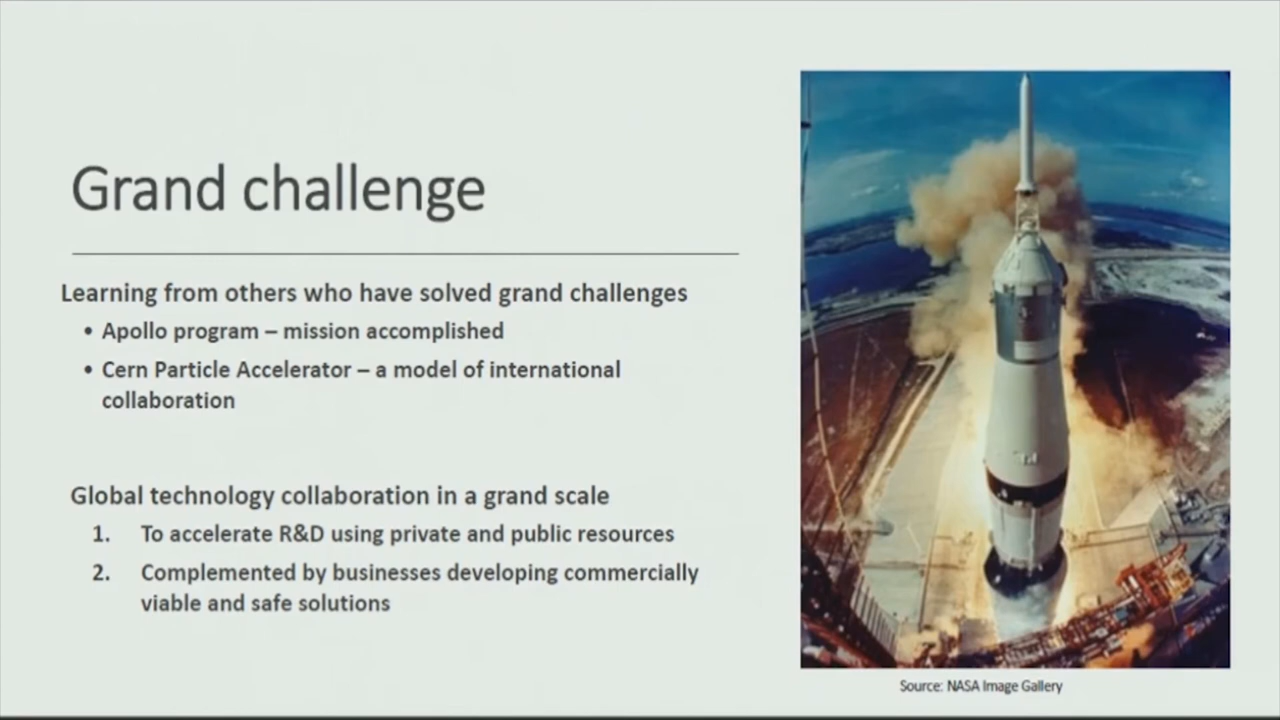 Grand challenge
Learning from others who have solved grand challenges
• Apollo program – mission accomplished
• Cern Particle Accelerator – a model of international
collaboration
Global technology collaboration in a grand scale
1. To accelerate R&D using private and public resources
2. Complemented by businesses developing commercially
viable and safe solutions
Source: NASA Image Gallery